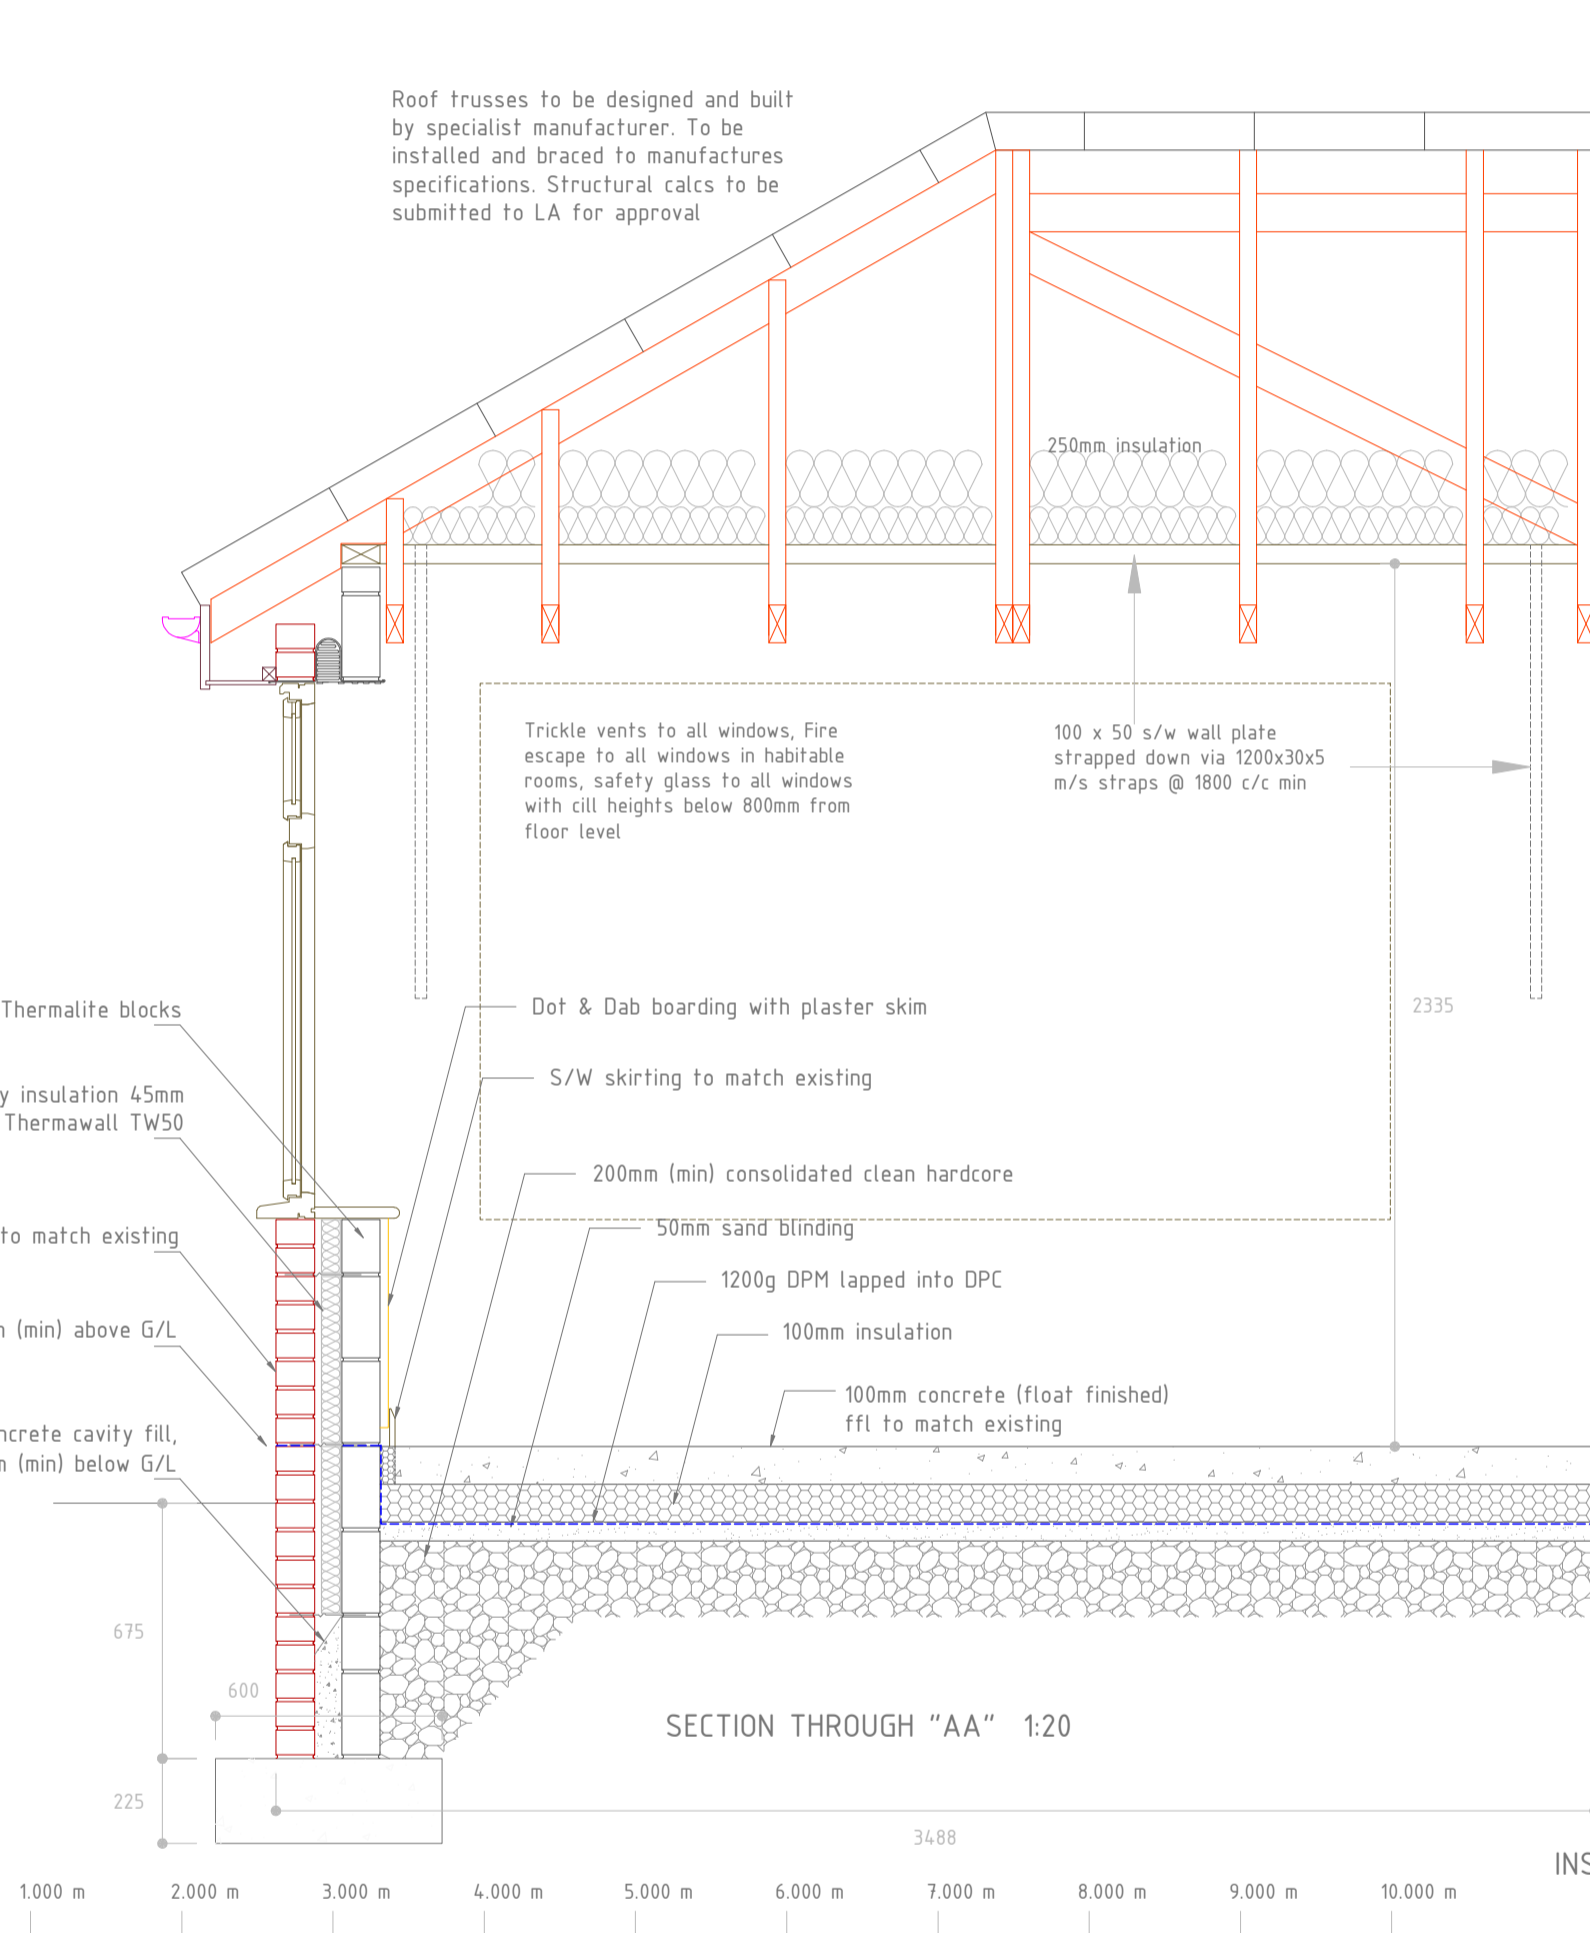 Roof trusses to be designed and built
by specialist manufacturer. To be
installed and braced to manufactures
specifications. Structural calcs to be
submitted to LA for approval
250mm insulation
Trickle vents to all windows, Fire
escape to all windows in habitable
rooms, safety glass to all windows
with cill heights below 800mm from
floor level
100 x 50 s/w wall plate
strapped down via 1200x30x5
m/s straps @ 1800 c/c min
Thermalite blocks
Dot & Dab boarding with plaster skim
2335
S/W skirting to match existing
y insulation 45mm
Thermawall TW50
200mm (min) consolidated clean hardcore
to match existing
50mm sand blinding
1200g DPM lapped into DPC
(min) above G/L
100mm insulation
100mm concrete (float finished)
ffl to match existing
ncrete cavity fill,
(min) below G/L
675
600
SECTION THROUGH "AA" 1:20
225
3488
INS
1.000 m 2.000 m 3.000 m 4.000 m 5.000 m 6.000 m 7.000 m 8.000 m 9.000 m 10.000 m